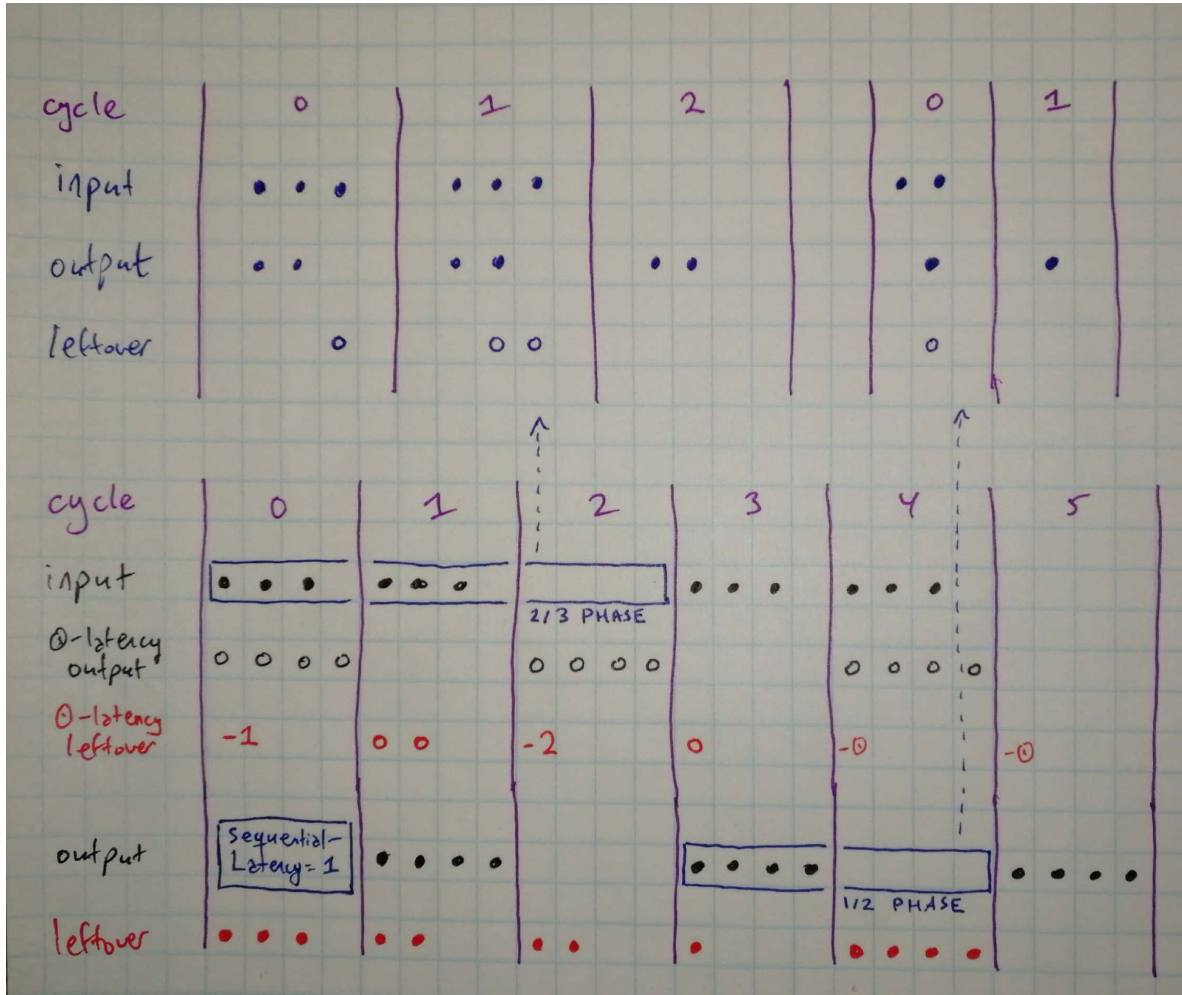 cycle 0 1 2 0 1
input
output
leftover
cycle 0 1 2 3 4 5
input
2/3 PHASE
0-latency
output
0-latency
leftover -1 -2 -0 -0
output Sequential-
Latency=1
1/2 PHASE
leftover